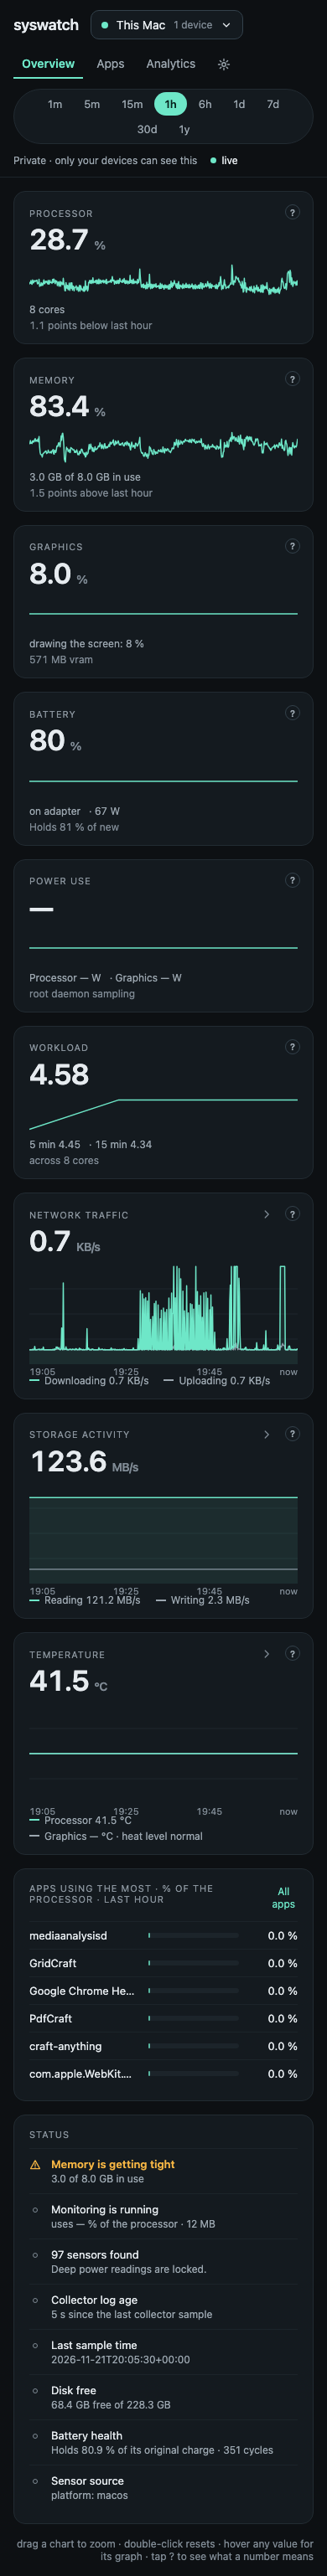 syswatch
This Mac 1 device
Overview Apps Analytics
1m 5m 15m 1h 6h 1d 7d
30d 1y
Private · only your devices can see this live
PROCESSOR ?
28.7 %
8 cores
1.1 points below last hour
MEMORY ?
83.4 %
3.0 GB of 8.0 GB in use
1.5 points above last hour
GRAPHICS ?
8.0 %
drawing the screen: 8 %
571 MB vram
BATTERY ?
80 %
on adapter · 67 W
Holds 81 % of new
POWER USE ?
—
Processor — W · Graphics — W
root daemon sampling
WORKLOAD ?
4.58
5 min 4.45 · 15 min 4.34
across 8 cores
NETWORK TRAFFIC ?
0.7 KB/s
19:05 19:25 19:45 now
Downloading 0.7 KB/s Uploading 0.7 KB/s
STORAGE ACTIVITY ?
123.6 MB/s
19:05 19:25 19:45 now
Reading 121.2 MB/s Writing 2.3 MB/s
TEMPERATURE ?
41.5 °C
19:05 19:25 19:45 now
Processor 41.5 °C
Graphics — °C · heat level normal
APPS USING THE MOST · % OF THE
PROCESSOR · LAST HOUR
All
apps
mediaanalysisd 0.0 %
GridCraft 0.0 %
Google Chrome He... 0.0 %
PdfCraft 0.0 %
craft-anything 0.0 %
com.apple.WebKit.... 0.0 %
STATUS
Memory is getting tight
3.0 of 8.0 GB in use
Monitoring is running
uses — % of the processor · 12 MB
97 sensors found
Deep power readings are locked.
Collector log age
5 s since the last collector sample
Last sample time
2026-11-21T20:05:30+00:00
Disk free
68.4 GB free of 228.3 GB
Battery health
Holds 80.9 % of its original charge · 351 cycles
Sensor source
platform: macos
drag a chart to zoom · double-click resets · hover any value for
its graph · tap ? to see what a number means